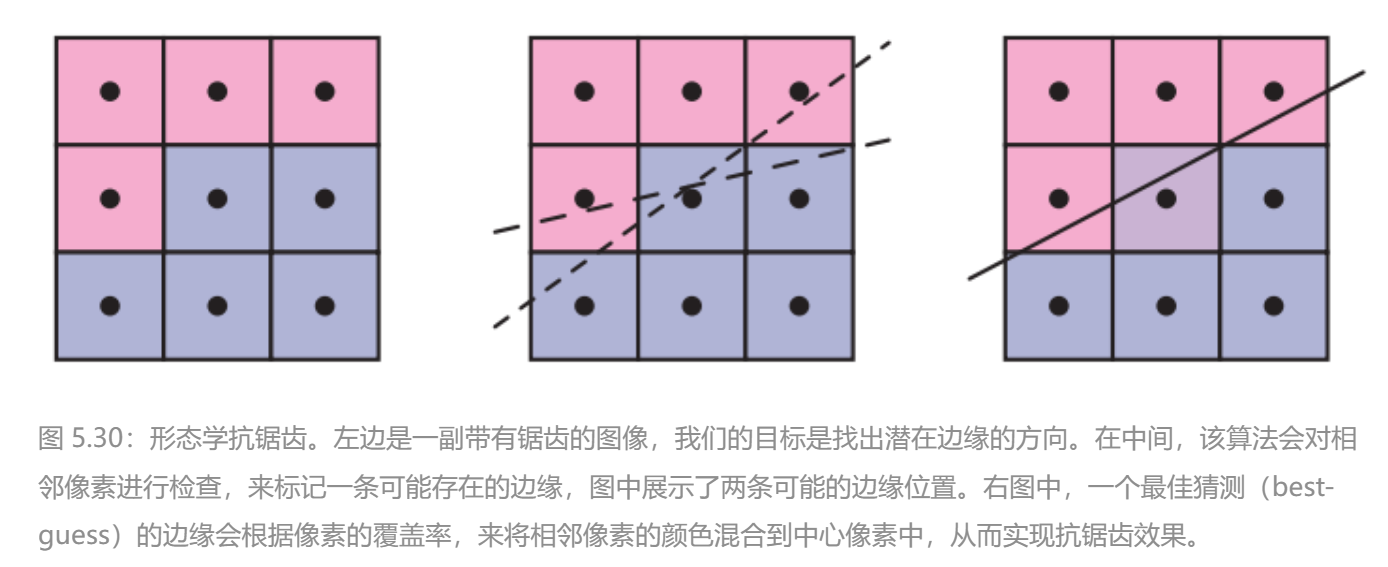 图 5.30：形态学抗锯齿。左边是一副带有锯齿的图像，我们的目标是找出潜在边缘的方向。在中间，该算法会对相
邻像素进行检查，来标记一条可能存在的边缘，图中展示了两条可能的边缘位置。右图中，一个最佳猜测（best-
guess）的边缘会根据像素的覆盖率，来将相邻像素的颜色混合到中心像素中，从而实现抗锯齿效果。